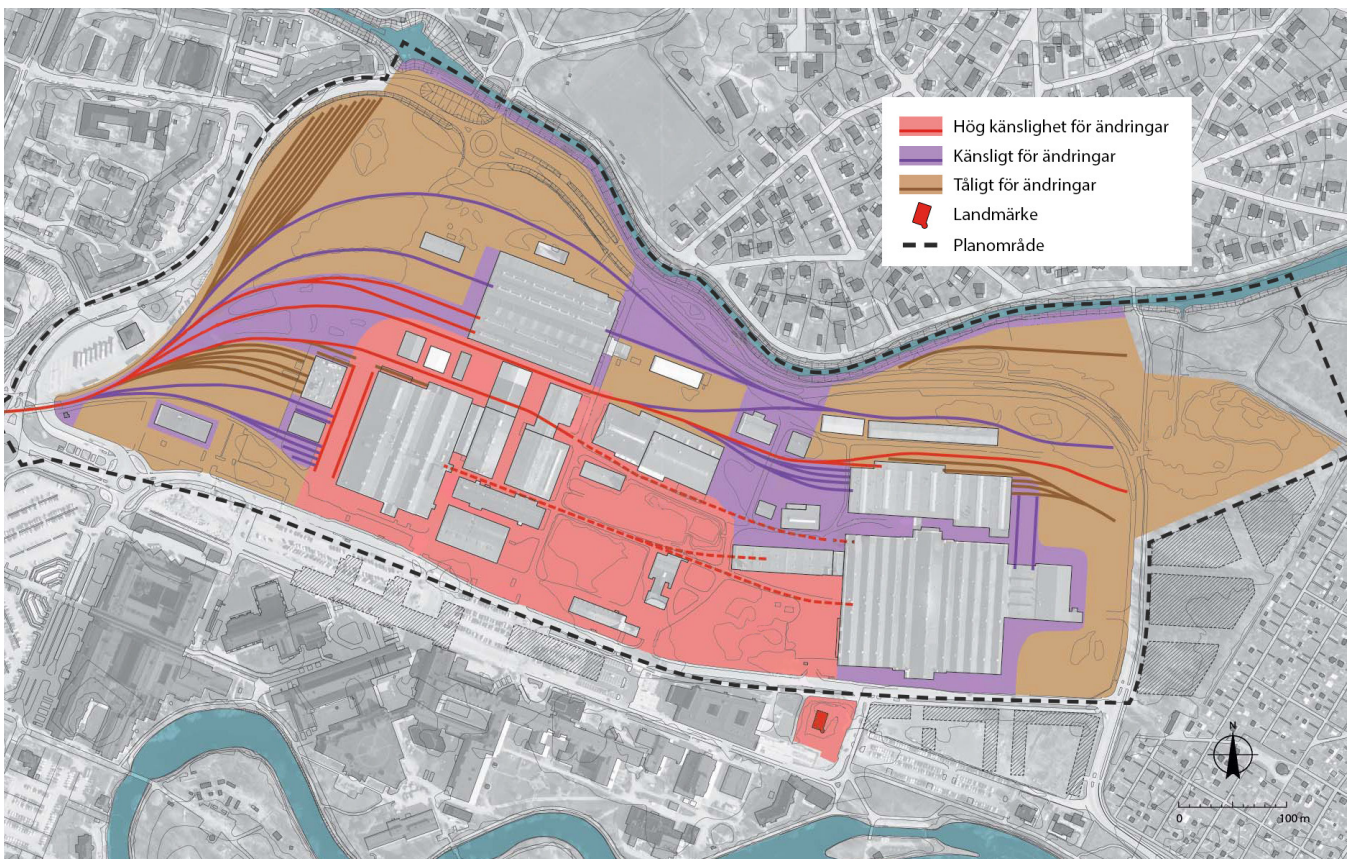 Hög känslighet för ändringar
Känsligt för ändringar
Tåligt för ändringar
Landmärke
Planområde
N
0 100 m